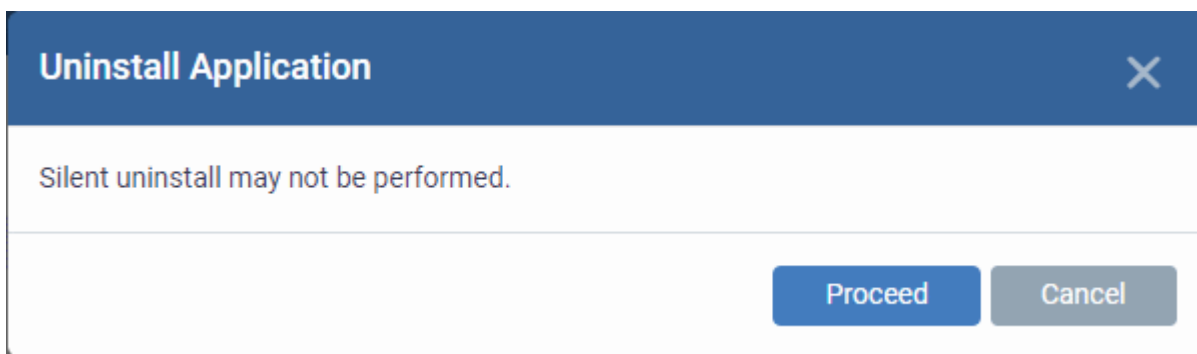 Uninstall Application
Silent uninstall may not be performed.
Proceed
Cancel